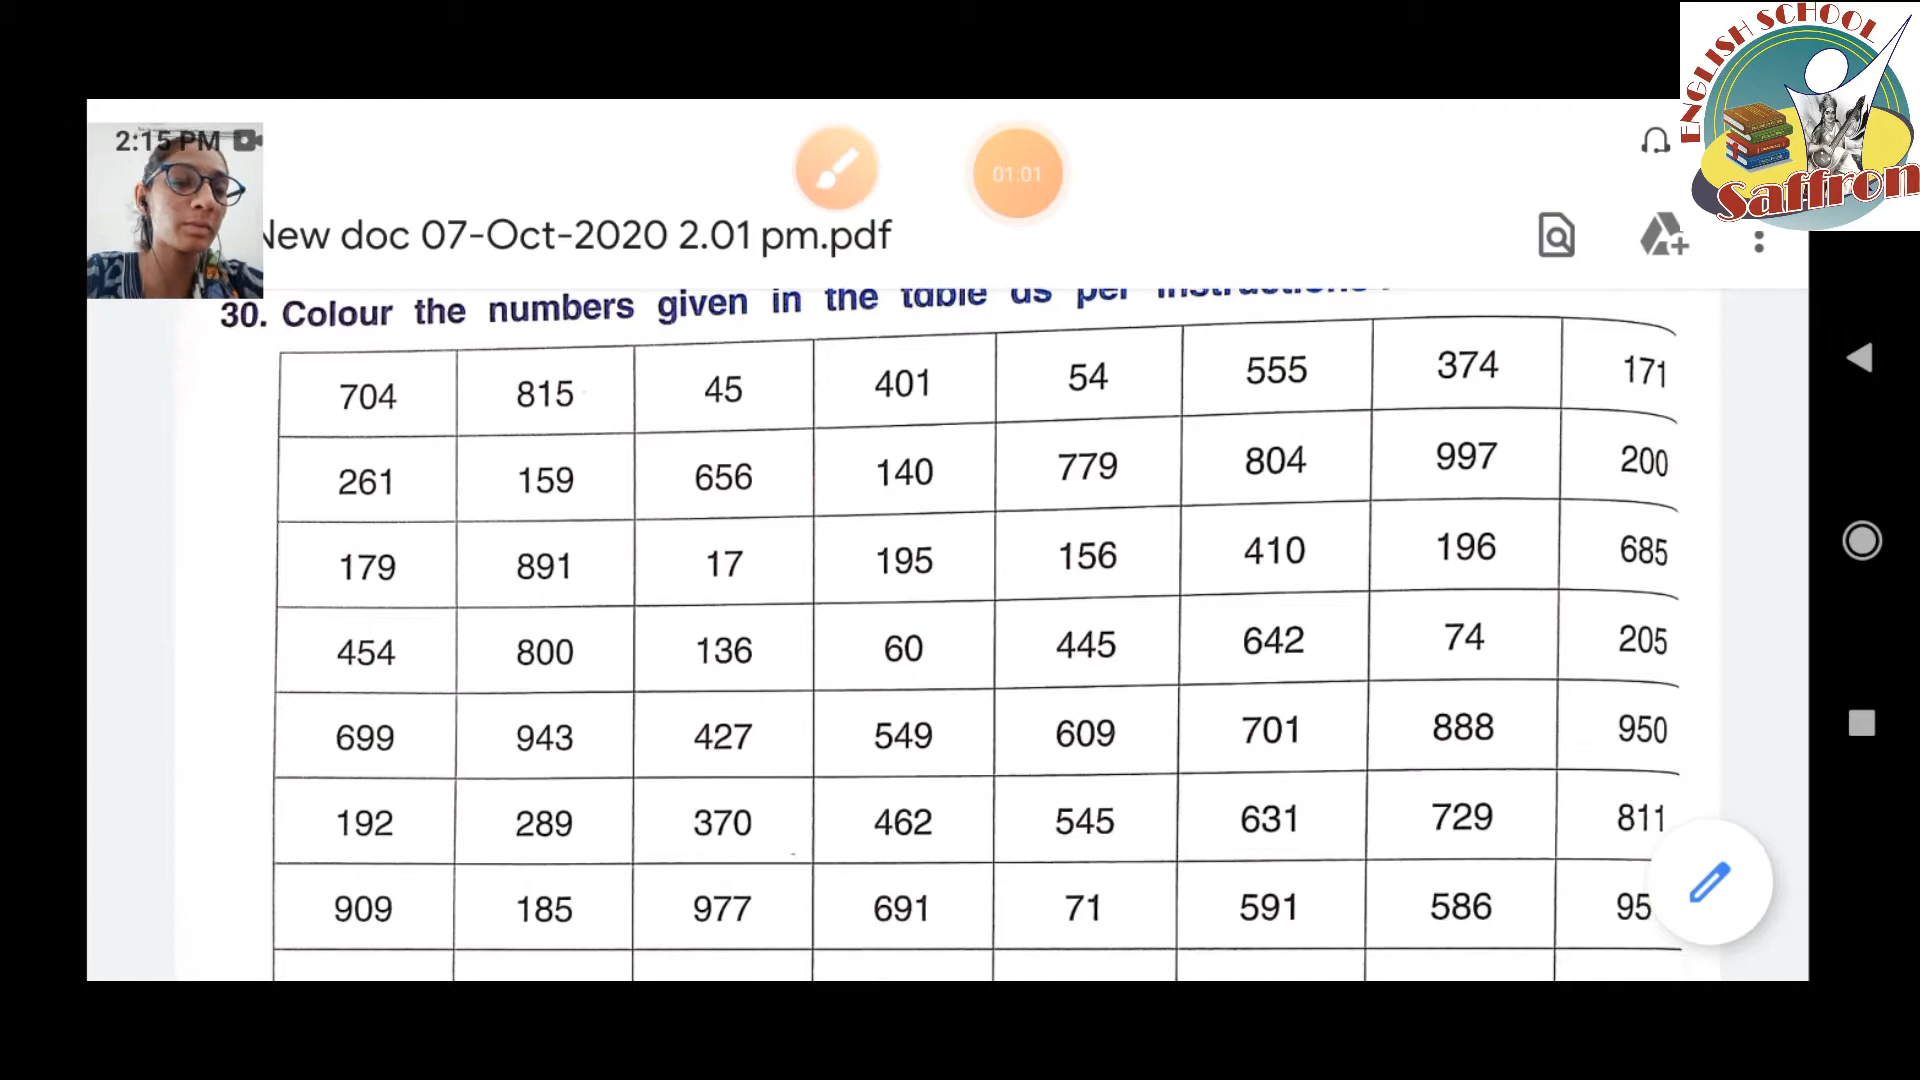 ENGLISH SCHOOL
Saffron
2:15 PM
01:01
New doc 07-Oct-2020 2.01 pm.pdf
30. Colour the numbers given in the table as per instructions
704 815 45 401 54 555 374 171
261 159 656 140 779 804 997 200
179 891 17 195 156 410 196 685
454 800 136 60 445 642 74 205
699 943 427 549 609 701 888 950
192 289 370 462 545 631 729 811
909 185 977 691 71 591 586 95